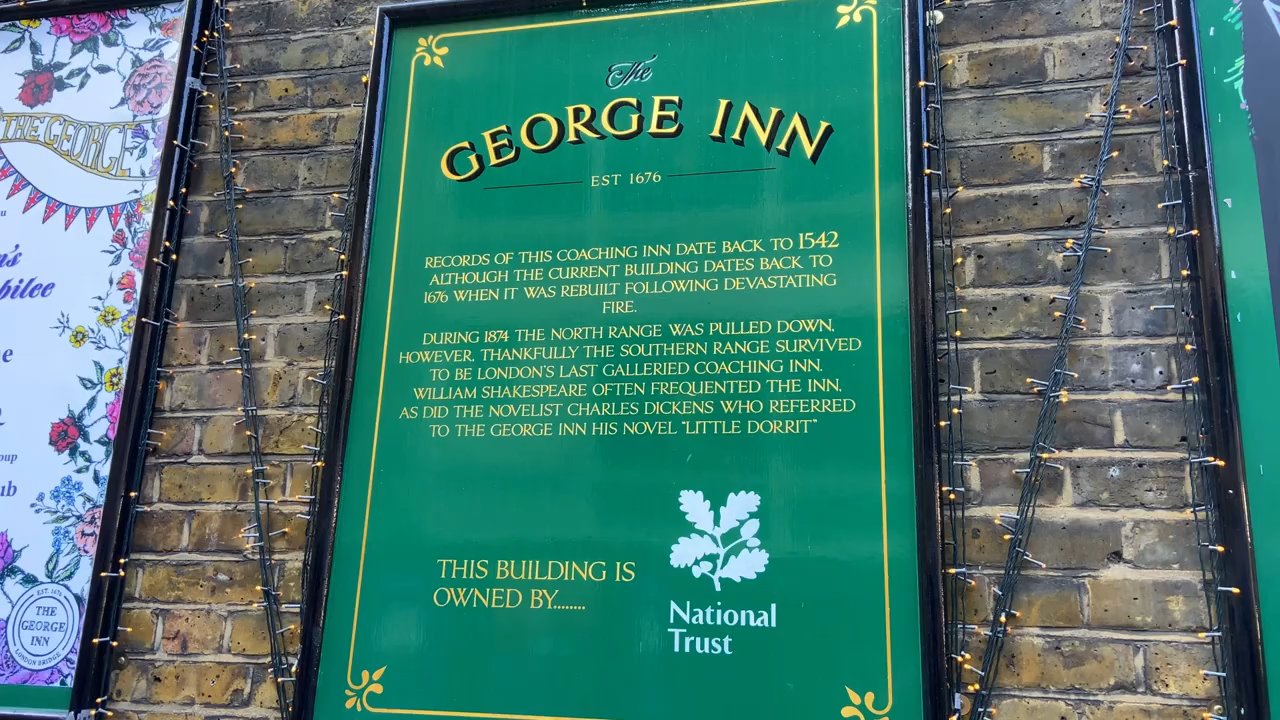 The
GEORGE INN
EST 1676
RECORDS OF THIS COACHING INN DATE BACK TO 1542
ALTHOUGH THE CURRENT BUILDING DATES BACK TO
1676 WHEN IT WAS REBUILT FOLLOWING DEVASTATING
FIRE.
DURING 1874 THE NORTH RANGE WAS PULLED DOWN,
HOWEVER, THANKFULLY THE SOUTHERN RANGE SURVIVED
TO BE LONDON'S LAST GALLERIED COACHING INN.
WILLIAM SHAKESPEARE OFTEN FREQUENTED THE INN,
AS DID THE NOVELIST CHARLES DICKENS WHO REFERRED
TO THE GEORGE INN HIS NOVEL "LITTLE DORRIT"
THIS BUILDING IS
OWNED BY........
National
Trust
THE GEORGE
EST. 1676
THE
GEORGE
INN
LONDON BRIDGE